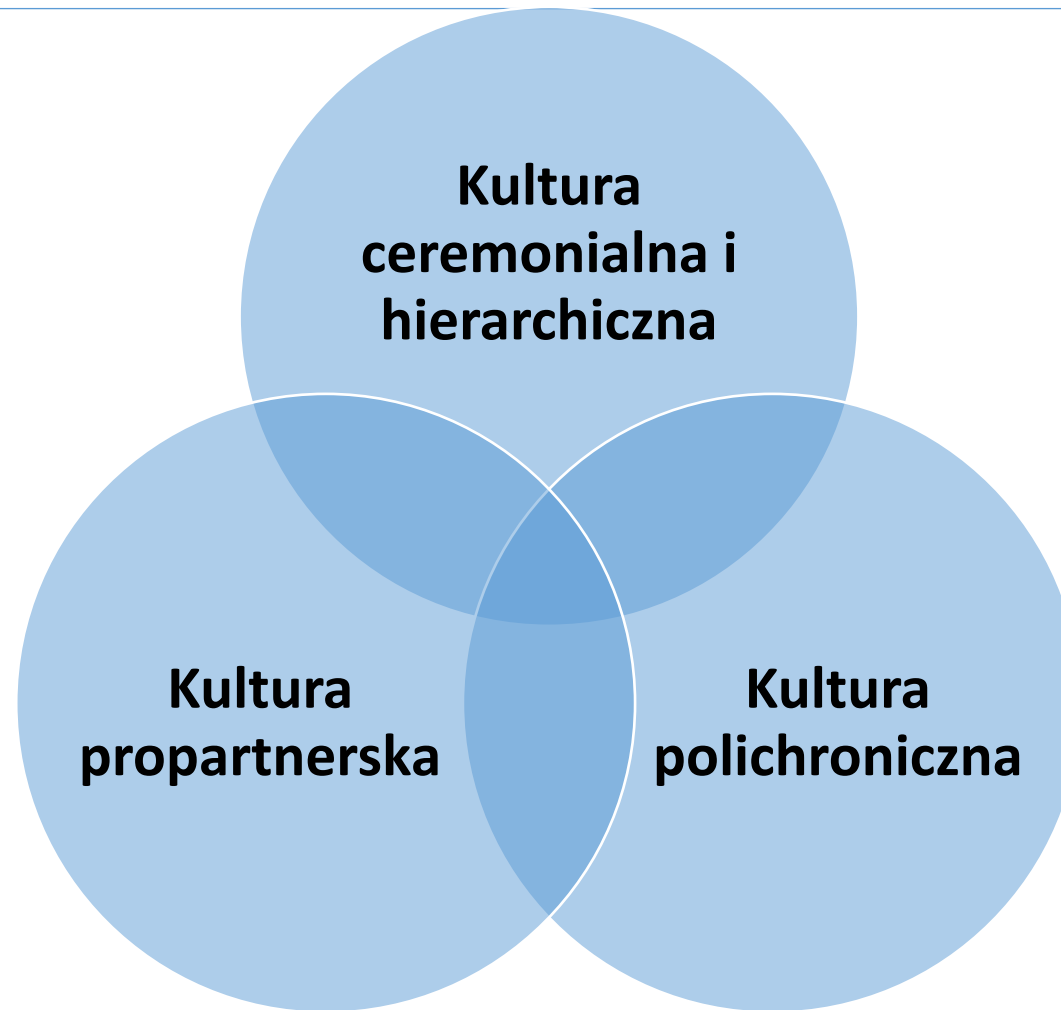 Kultura
ceremonialna i
hierarchiczna
Kultura
propartnerska
Kultura
polichroniczna